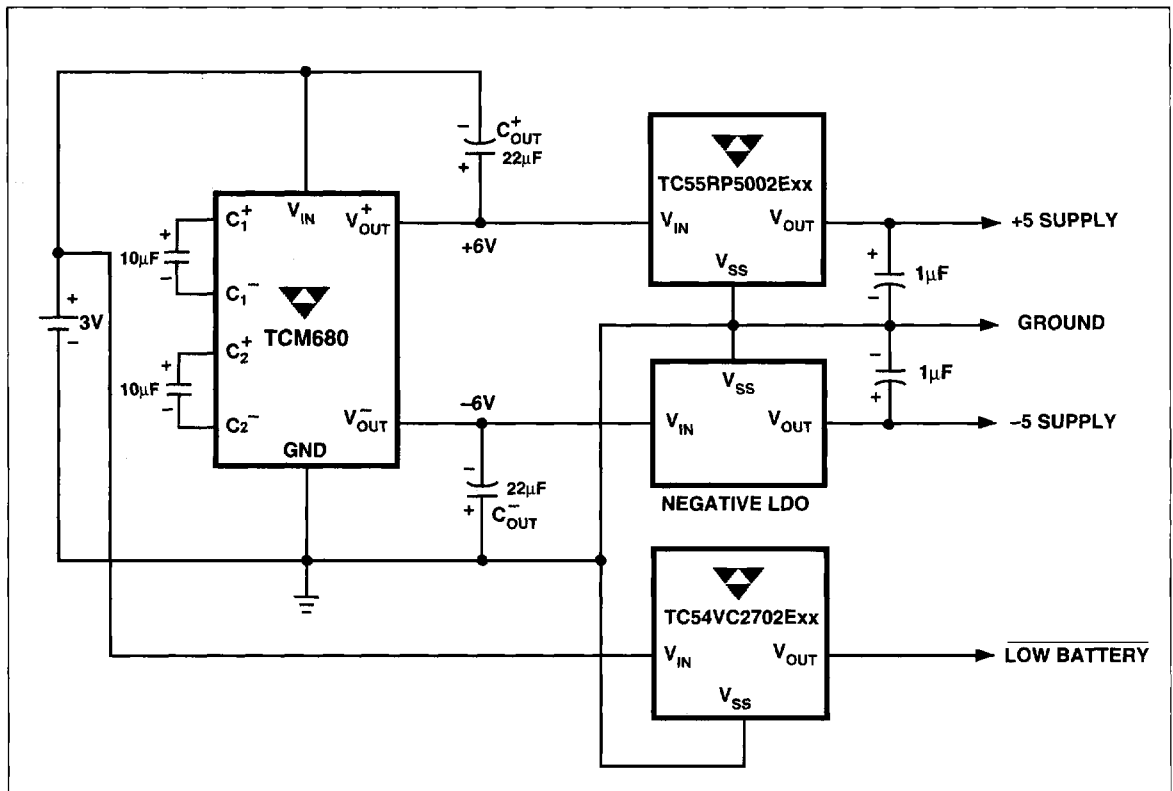 C⁺OUT
22µF
TC55RP5002Exx
C1⁺ VIN V⁺OUT
+6V
VIN VOUT
+5 SUPPLY
10µF
C1⁻
VSS
1µF
3V
TCM680
GROUND
C2⁺
10µF
VSS
1µF
C2⁻
V⁻OUT
–6V
VIN VOUT
–5 SUPPLY
GND
22µF
C⁻OUT
NEGATIVE LDO
TC54VC2702Exx
VIN VOUT
LOW BATTERY
VSS